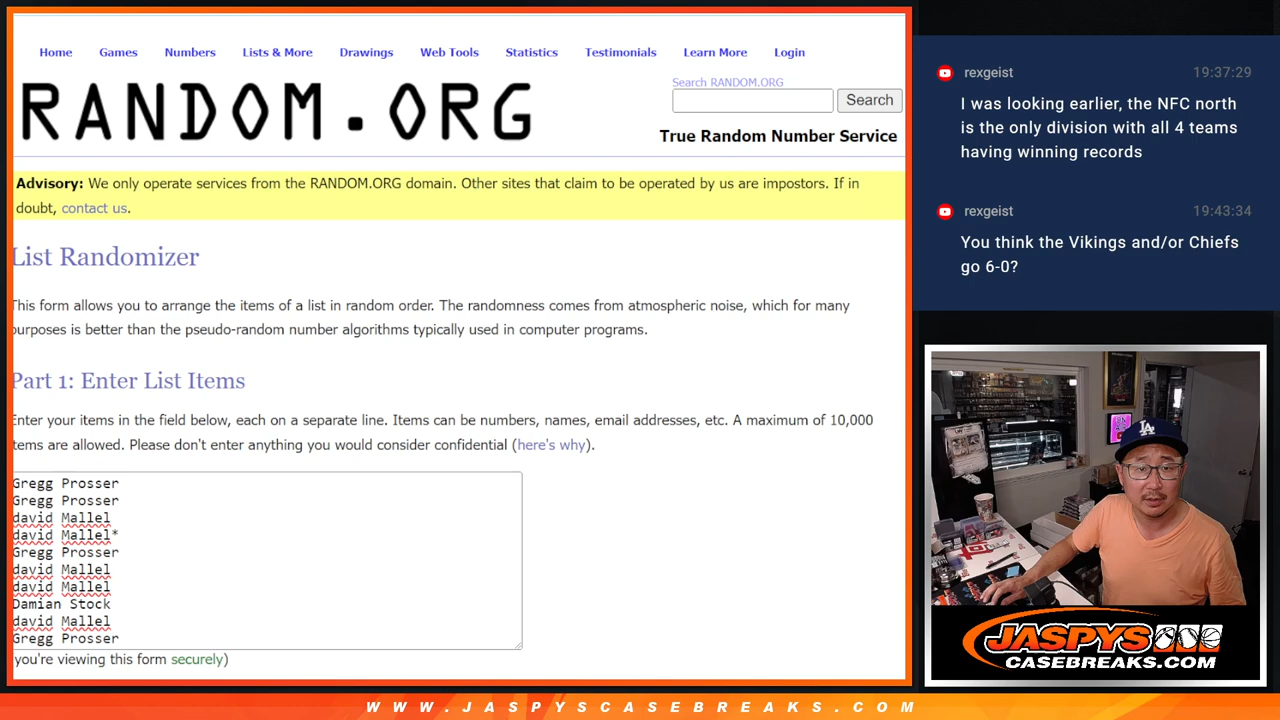 Home Games Numbers Lists & More Drawings Web Tools Statistics Testimonials Learn More Login
RANDOM.ORG
Search RANDOM.ORG
Search
True Random Number Service
Advisory: We only operate services from the RANDOM.ORG domain. Other sites that claim to be operated by us are impostors. If in
doubt, contact us.
List Randomizer
This form allows you to arrange the items of a list in random order. The randomness comes from atmospheric noise, which for many
purposes is better than the pseudo-random number algorithms typically used in computer programs.
Part 1: Enter List Items
Enter your items in the field below, each on a separate line. Items can be numbers, names, email addresses, etc. A maximum of 10,000
items are allowed. Please don't enter anything you would consider confidential (here's why).
Gregg Prosser
Gregg Prosser
david Mallel
david Mallel*
Gregg Prosser
david Mallel
david Mallel
Damian Stock
david Mallel
Gregg Prosser
you're viewing this form securely)
rexgeist 19:37:29
I was looking earlier, the NFC north
is the only division with all 4 teams
having winning records
rexgeist 19:43:34
You think the Vikings and/or Chiefs
go 6-0?
LA
JASPYS
CASEBREAKS.COM
WWW.JASPYSCASEBREAKS.COM